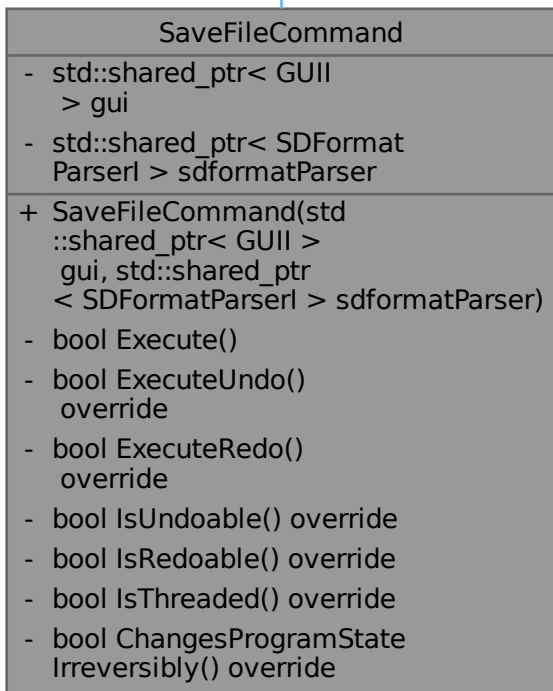 SaveFileCommand
- std::shared_ptr< GUII
> gui
- std::shared_ptr< SDFormat
ParserI > sdformatParser
+ SaveFileCommand(std
::shared_ptr< GUII >
gui, std::shared_ptr
< SDFormatParserI > sdformatParser)
- bool Execute()
- bool ExecuteUndo()
override
- bool ExecuteRedo()
override
- bool IsUndoable() override
- bool IsRedoable() override
- bool IsThreaded() override
- bool ChangesProgramState
Irreversibly() override